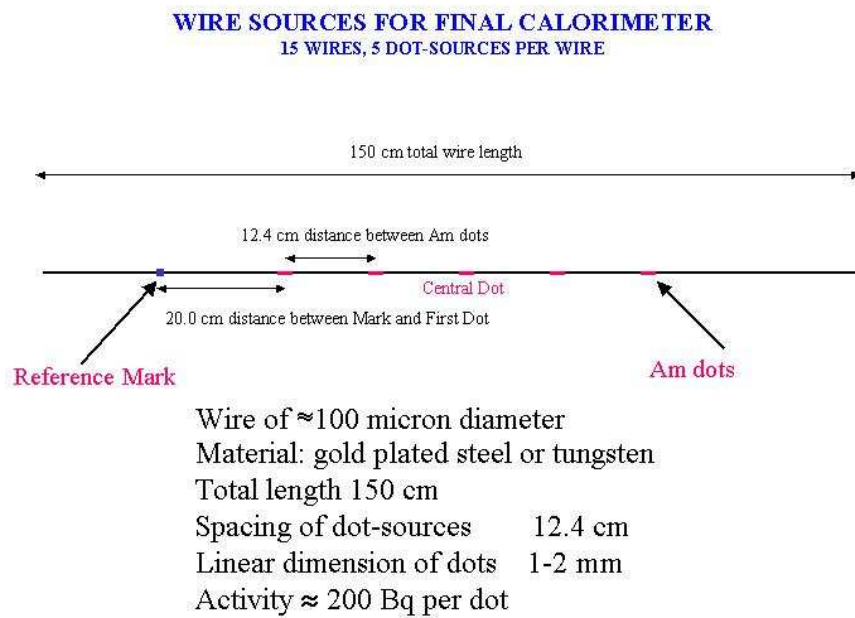 WIRE SOURCES FOR FINAL CALORIMETER
15 WIRES, 5 DOT-SOURCES PER WIRE
150 cm total wire length
12.4 cm distance between Am dots
Central Dot
20.0 cm distance between Mark and First Dot
Reference Mark
Am dots
Wire of ≈100 micron diameter
Material: gold plated steel or tungsten
Total length 150 cm
Spacing of dot-sources 12.4 cm
Linear dimension of dots 1-2 mm
Activity ≈ 200 Bq per dot